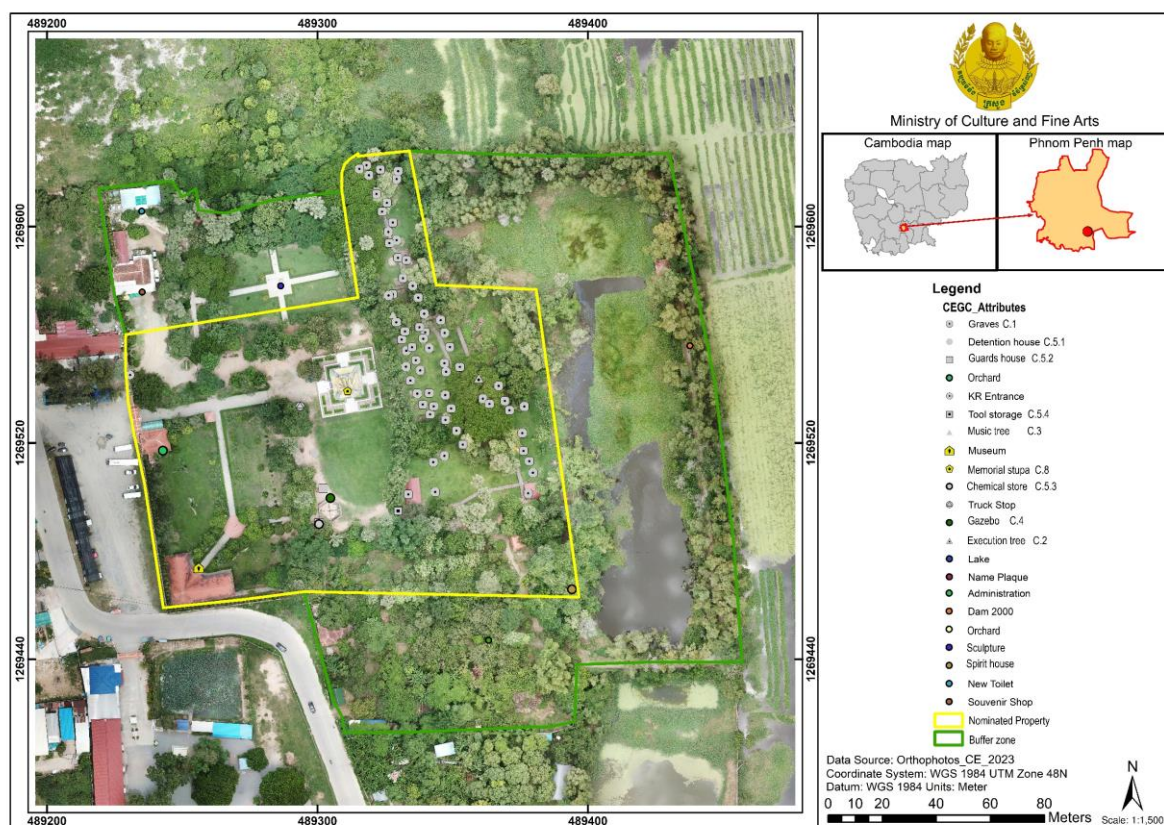 489200 489300 489400
1269600 1269600
1269520 1269520
1269440 1269440
489200 489300 489400
Ministry of Culture and Fine Arts
Cambodia map
Phnom Penh map
Legend
CEGC_Attributes
Graves C.1
Detention house C.5.1
Guards house C.5.2
Orchard
KR Entrance
Tool storage C.5.4
Music tree C.3
Museum
Memorial stupa C.8
Chemical store C.5.3
Truck Stop
Gazebo C.4
Execution tree C.2
Lake
Name Plaque
Administration
Dam 2000
Orchard
Sculpture
Spirit house
New Toilet
Souvenir Shop
Nominated Property
Buffer zone
Data Source: Orthophotos_CE_2023
Coordinate System: WGS 1984 UTM Zone 48N
Datum: WGS 1984 Units: Meter
N
0 10 20 40 60 80 Meters
Scale: 1:1,500